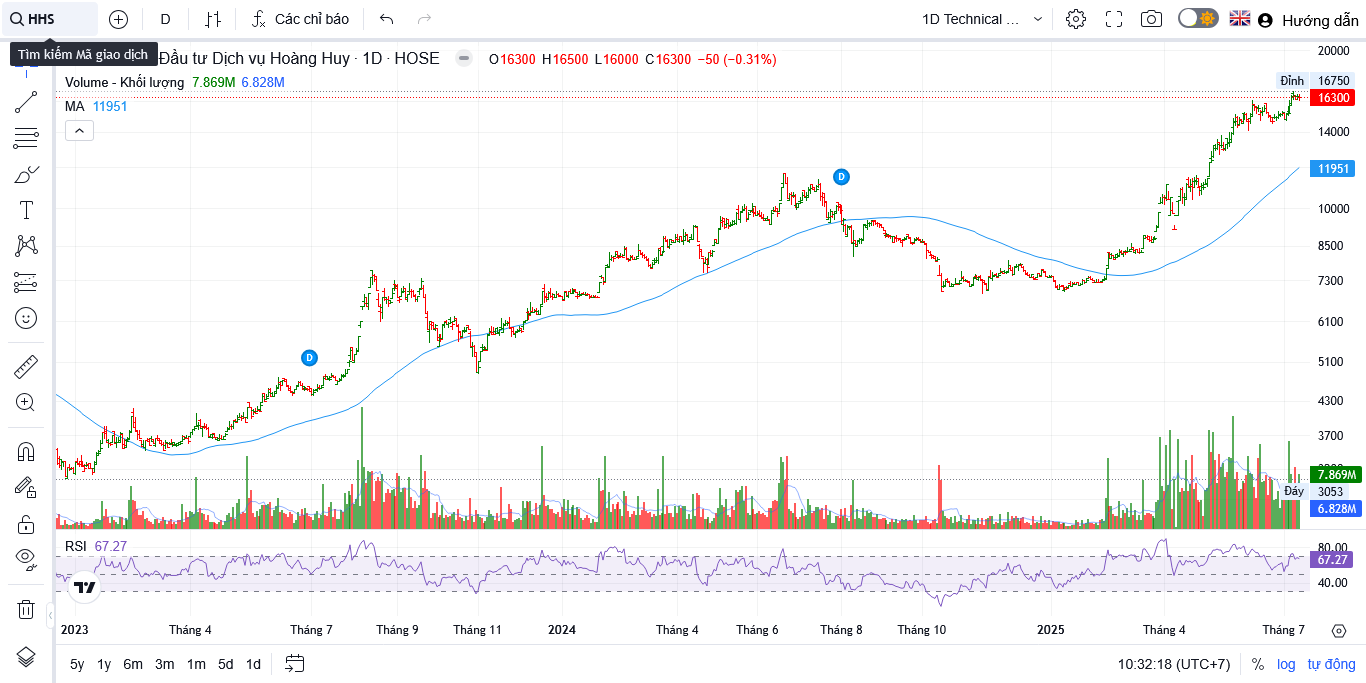 HHS
D
Các chỉ báo
1D Technical ...
Hướng dẫn
Tìm kiếm Mã giao dịch
Đầu tư Dịch vụ Hoàng Huy · 1D · HOSE
O16300 H16500 L16000 C16300 −50 (−0.31%)
Volume - Khối lượng 7.869M 6.828M
MA 11951
20000
Đỉnh 16750
16300
14000
11951
10000
8500
7300
6100
5100
4300
3700
7.869M
Đáy 3053
6.828M
D
D
RSI 67.27
80.00
67.27
40.00
2023 Tháng 4 Tháng 7 Tháng 9 Tháng 11 2024 Tháng 4 Tháng 6 Tháng 8 Tháng 10 2025 Tháng 4 Tháng 7
5y 1y 6m 3m 1m 5d 1d
10:32:18 (UTC+7) % log tự động